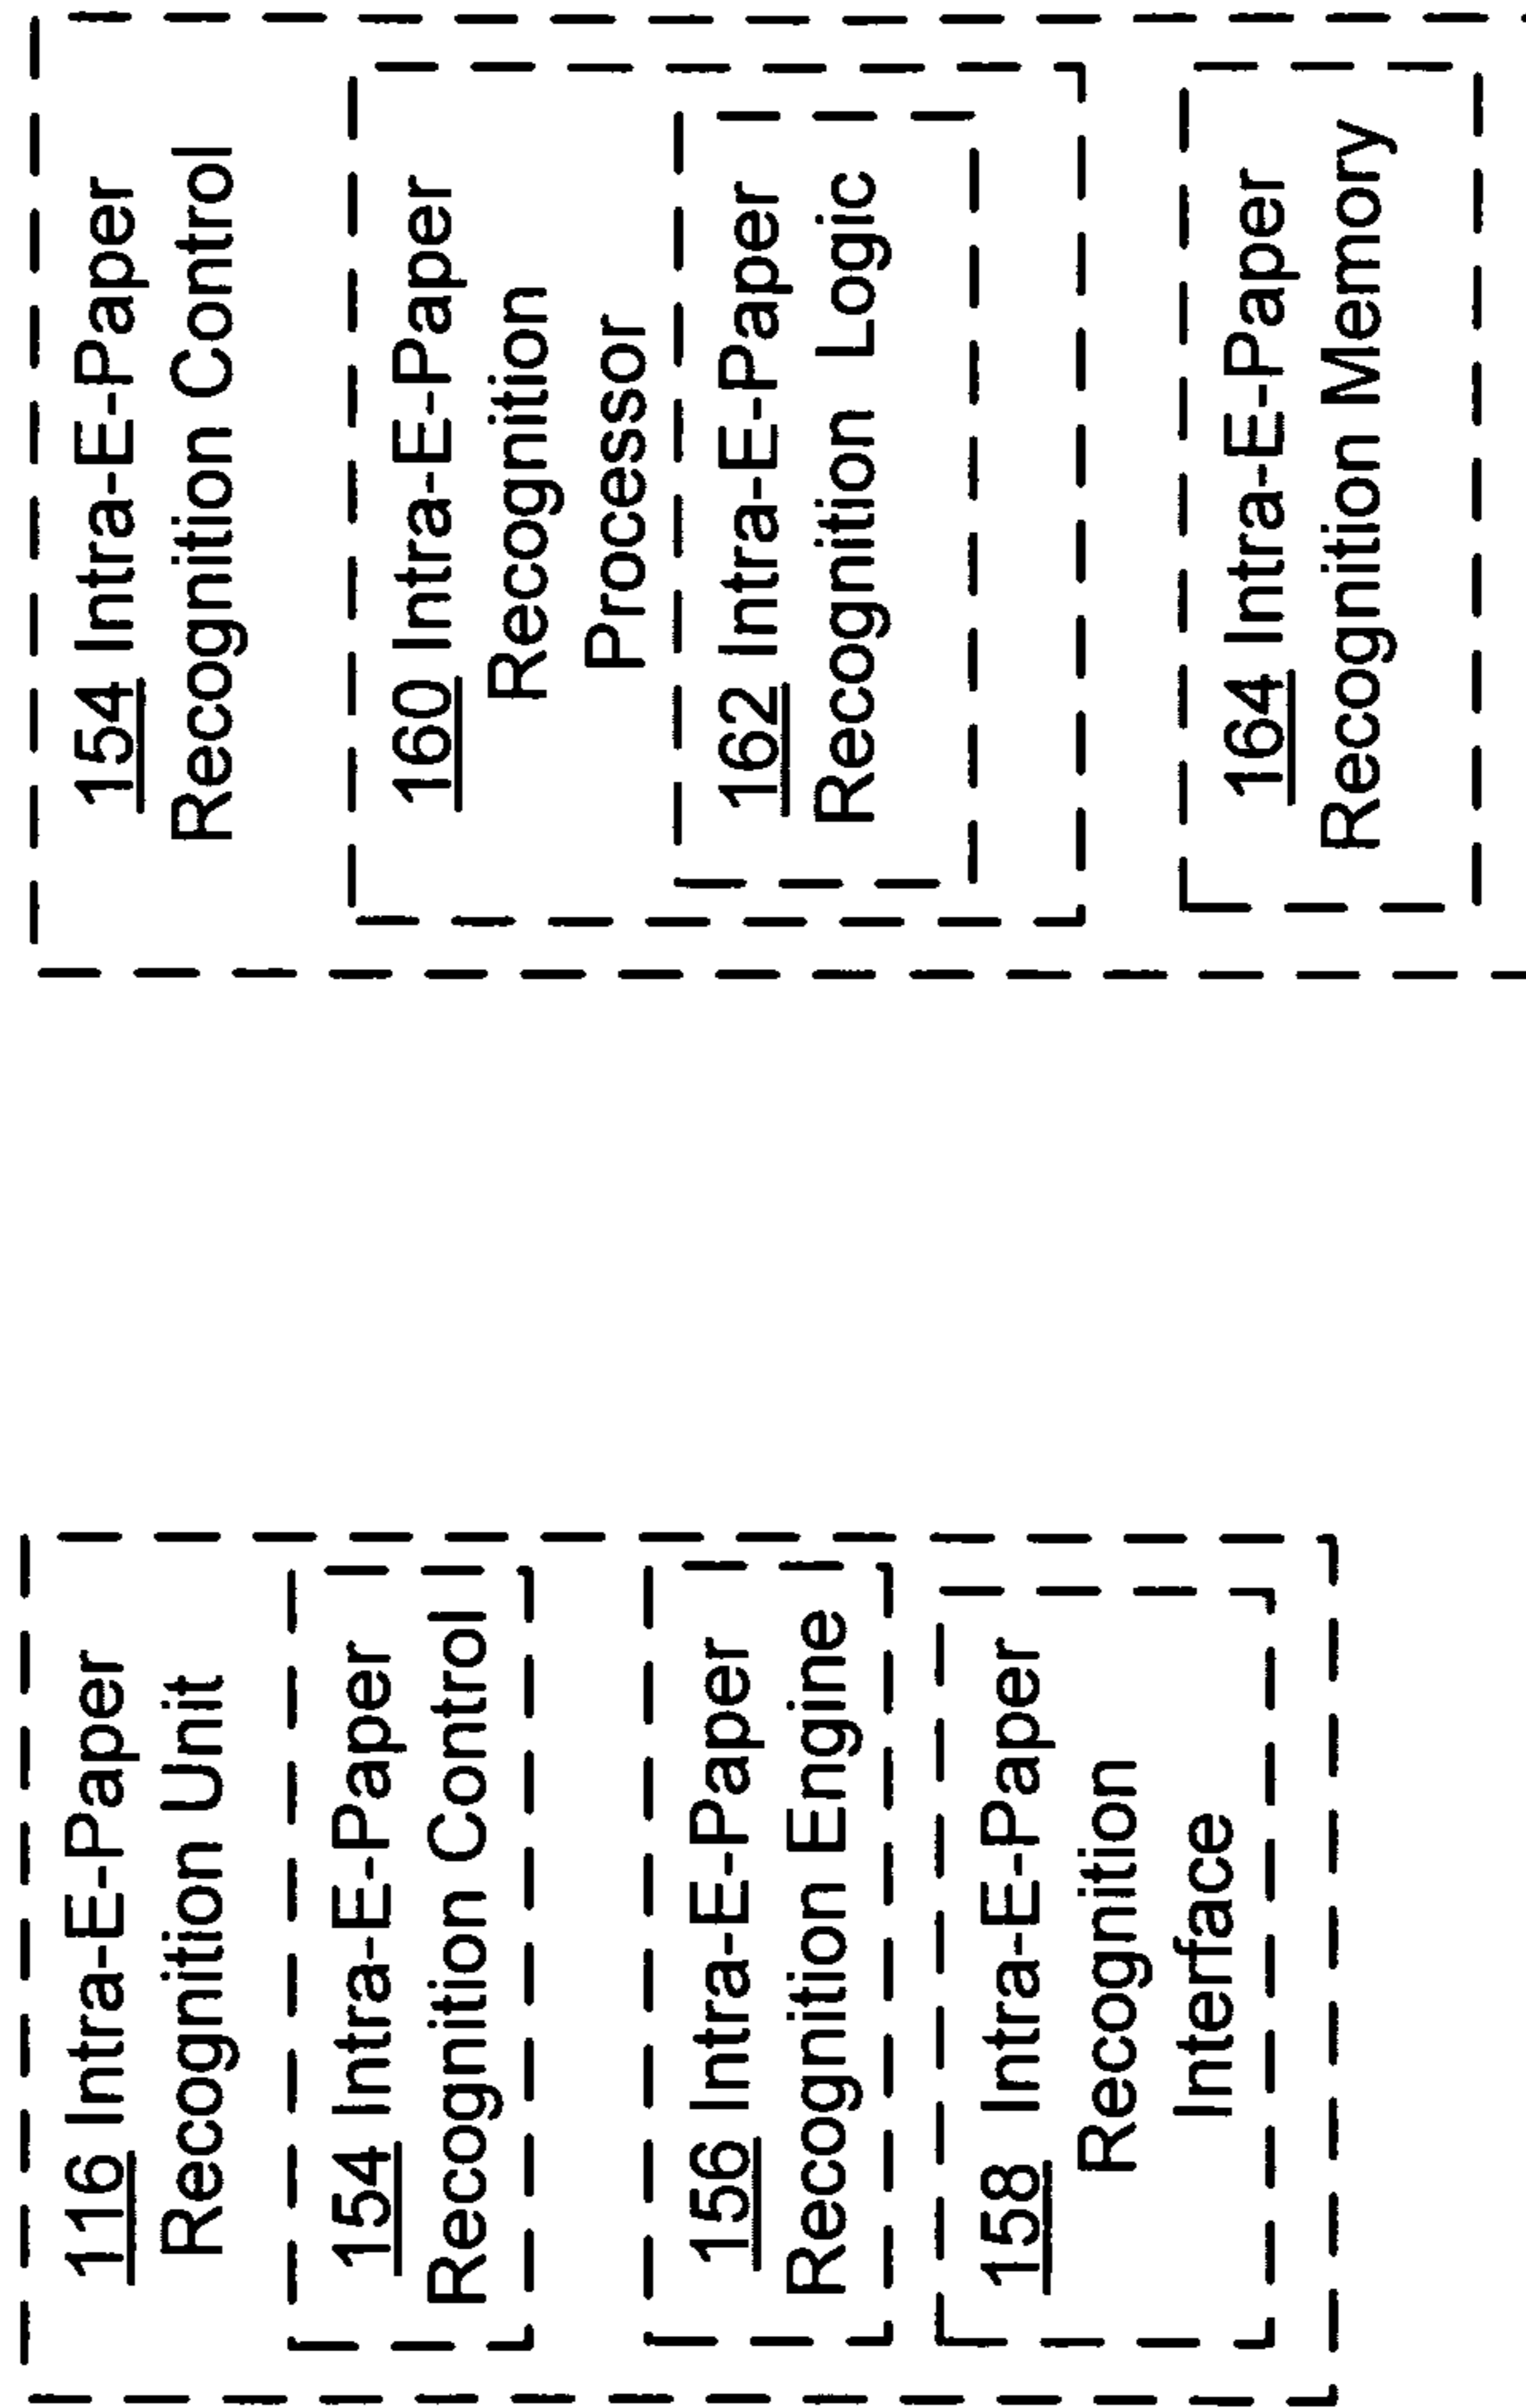 116 Intra-E-Paper
Recognition Unit
154 Intra-E-Paper
Recognition Control
156 Intra-E-Paper
Recognition Engine
158 Intra-E-Paper
Recognition
Interface
154 Intra-E-Paper
Recognition Control
160 Intra-E-Paper
Recognition
Processor
162 Intra-E-Paper
Recognition Logic
164 Intra-E-Paper
Recognition Memory